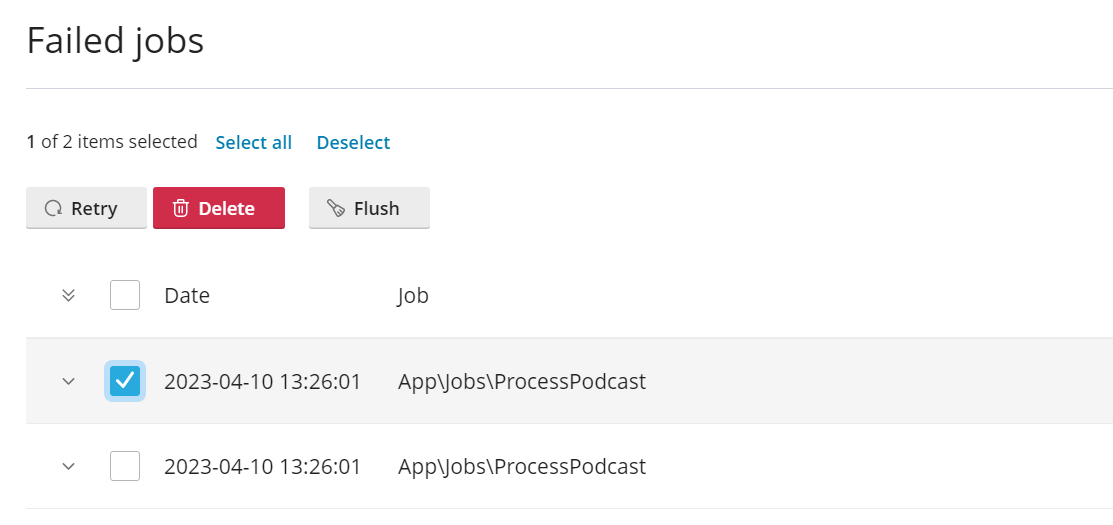 Failed jobs
1 of 2 items selected Select all Deselect
Retry Delete Flush
Date Job
2023-04-10 13:26:01 App\Jobs\ProcessPodcast
2023-04-10 13:26:01 App\Jobs\ProcessPodcast